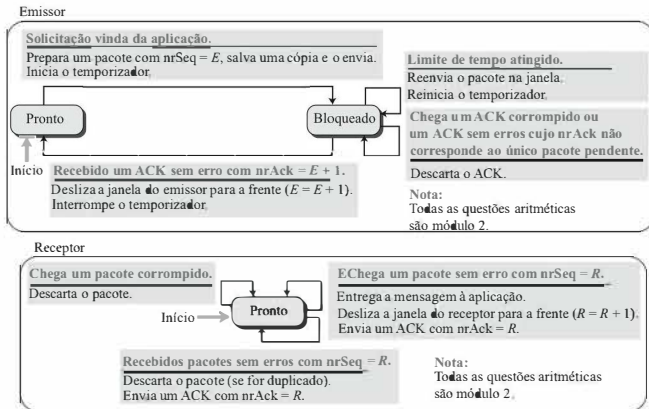 Emissor
Solicitação vinda da aplicação.
Prepara um pacote com nrSeq = E, salva uma cópia e o envia.
Inicia o temporizador.
Limite de tempo atingido.
Reenvia o pacote na janela.
Reinicia o temporizador.
Pronto
Bloqueado
Chega um ACK corrompido ou
um ACK sem erros cujo nrAck não
corresponde ao único pacote pendente.
Descarta o ACK.
Início
Recebido um ACK sem erro com nrAck = E + 1.
Desliza a janela do emissor para a frente (E = E + 1).
Interrompe o temporizador.
Nota:
Todas as questões aritméticas
são módulo 2.
Receptor
Chega um pacote corrompido.
Descarta o pacote.
Início
Pronto
EChega um pacote sem erro com nrSeq = R.
Entrega a mensagem à aplicação.
Desliza a janela do receptor para a frente (R = R + 1).
Envia um ACK com nrAck = R.
Recebidos pacotes sem erros com nrSeq = R.
Descarta o pacote (se for duplicado).
Envia um ACK com nrAck = R.
Nota:
Todas as questões aritméticas
são módulo 2.